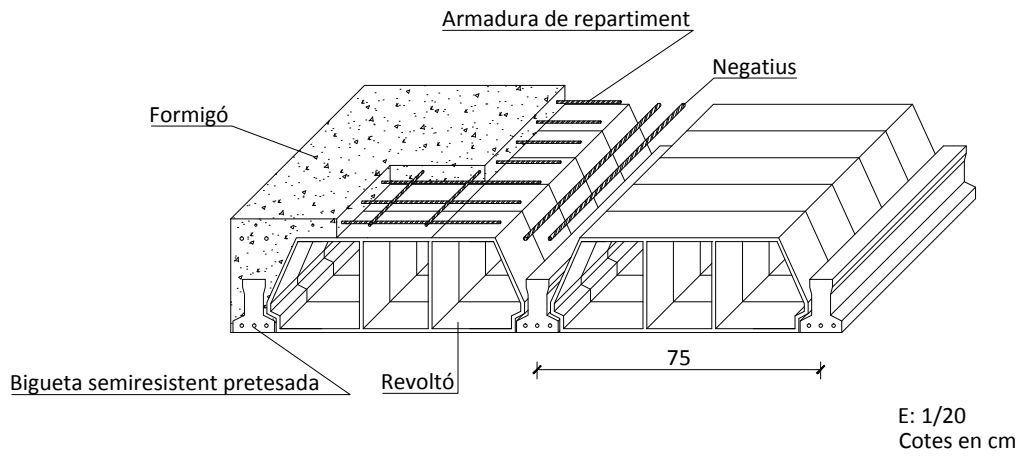 Armadura de repartiment
Negatius
Formigó
75
Bigueta semiresistent pretesada
Revoltó
E: 1/20
Cotes en cm